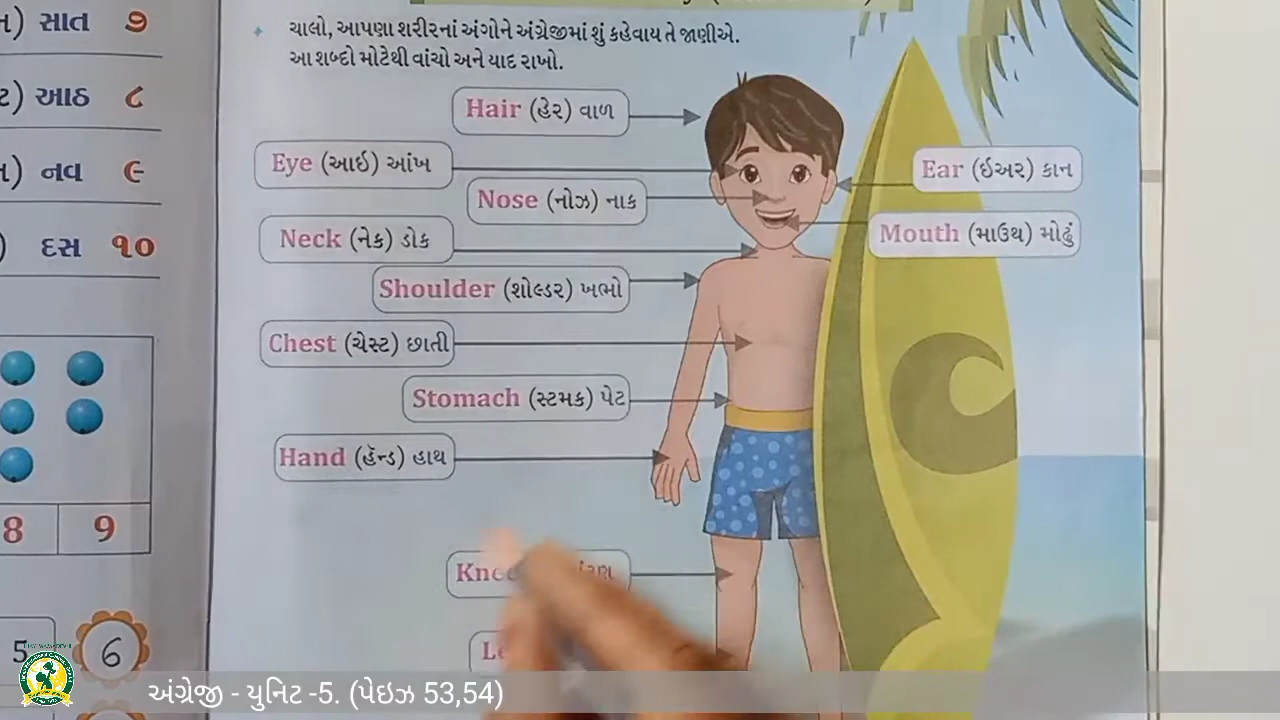 સાત ૭
આઠ ૮
નવ ૯
દસ ૧૦
8 9
5 6
ચાલો, આપણા શરીરનાં અંગોને અંગ્રેજીમાં શું કહેવાય તે જાણીએ.
આ શબ્દો મોટેથી વાંચો અને યાદ રાખો.
Hair (હેર) વાળ
Eye (આઇ) આંખ
Ear (ઈઅર) કાન
Nose (નોઝ) નાક
Neck (નેક) ડોક
Mouth (માઉથ) મોઢું
Shoulder (શોલ્ડર) ખભો
Chest (ચેસ્ટ) છાતી
Stomach (સ્ટમક) પેટ
Hand (હૅન્ડ) હાથ
અંગ્રેજી - યુનિટ -5. (પેઇઝ 53,54)